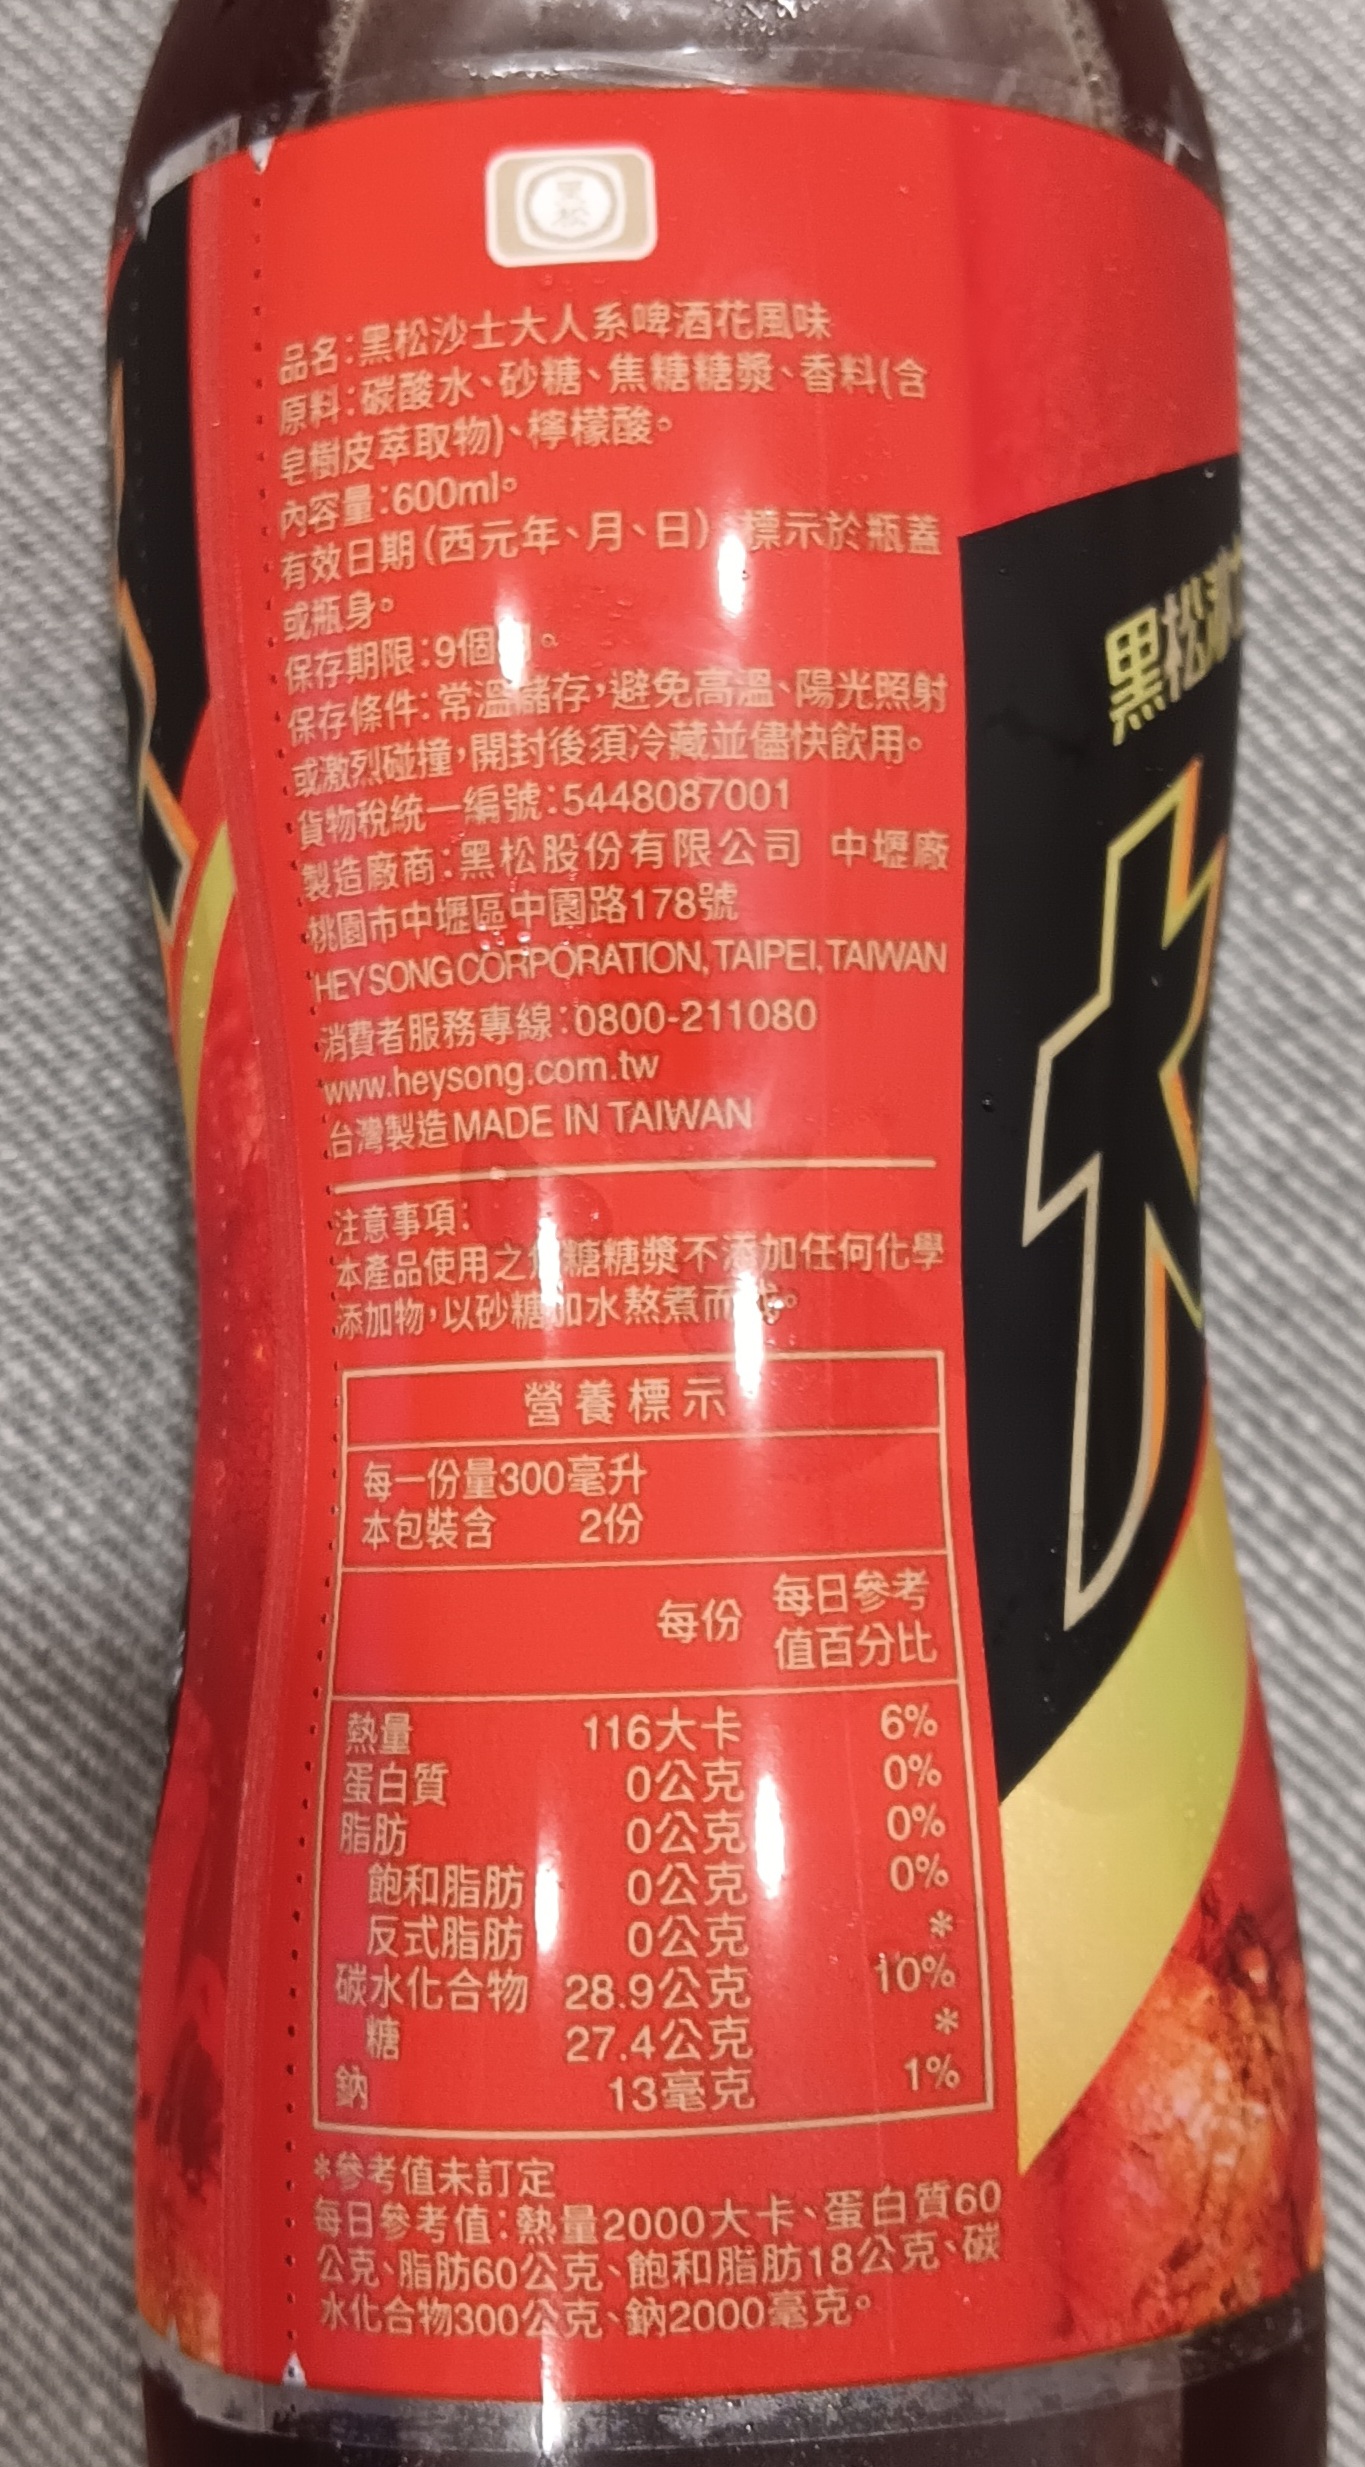 黑
松
品名:黑松沙士大人系啤酒花風味
原料:碳酸水、砂糖、焦糖糖漿、香料(含
皂樹皮萃取物)、檸檬酸。
內容量:600ml。
有效日期(西元年、月、日) 標示於瓶蓋
或瓶身。
保存期限:9個 。
保存條件:常溫儲存,避免高溫、陽光照射
或激烈碰撞,開封後須冷藏並儘快飲用。
貨物稅統一編號:5448087001
製造廠商:黑松股份有限公司 中壢廠
桃園市中壢區中園路178號
HEY SONG CORPORATION, TAIPEI, TAIWAN
消費者服務專線:0800-211080
www.heysong.com.tw
台灣製造MADE IN TAIWAN
注意事項:
本產品使用之焦糖糖漿不添加任何化學
添加物,以砂糖加水熬煮而成。
營養標示
每一份量300毫升
本包裝含 2份
每份 每日參考
值百分比
熱量 116大卡 6%
蛋白質 0公克 0%
脂肪 0公克 0%
飽和脂肪 0公克 0%
反式脂肪 0公克 *
碳水化合物 28.9公克 10%
糖 27.4公克 *
鈉 13毫克 1%
*參考值未訂定
每日參考值:熱量2000大卡、蛋白質60
公克、脂肪60公克、飽和脂肪18公克、碳
水化合物300公克、鈉2000毫克。
黑松沙
大